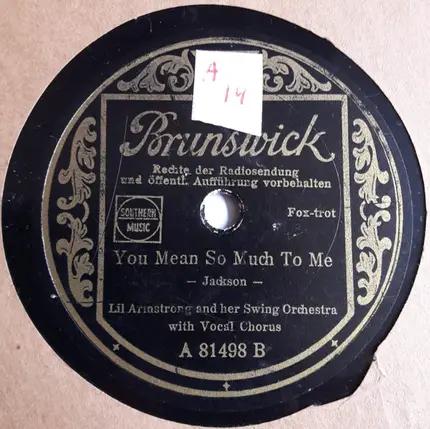 A
14
Brunswick
Rechte der Radiosendung
und öffentl. Aufführung vorbehalten
SOUTHERN
MUSIC
Fox-trot
You Mean So Much To Me
— Jackson —
Lil Armstrong and her Swing Orchestra
with Vocal Chorus
A 81498 B